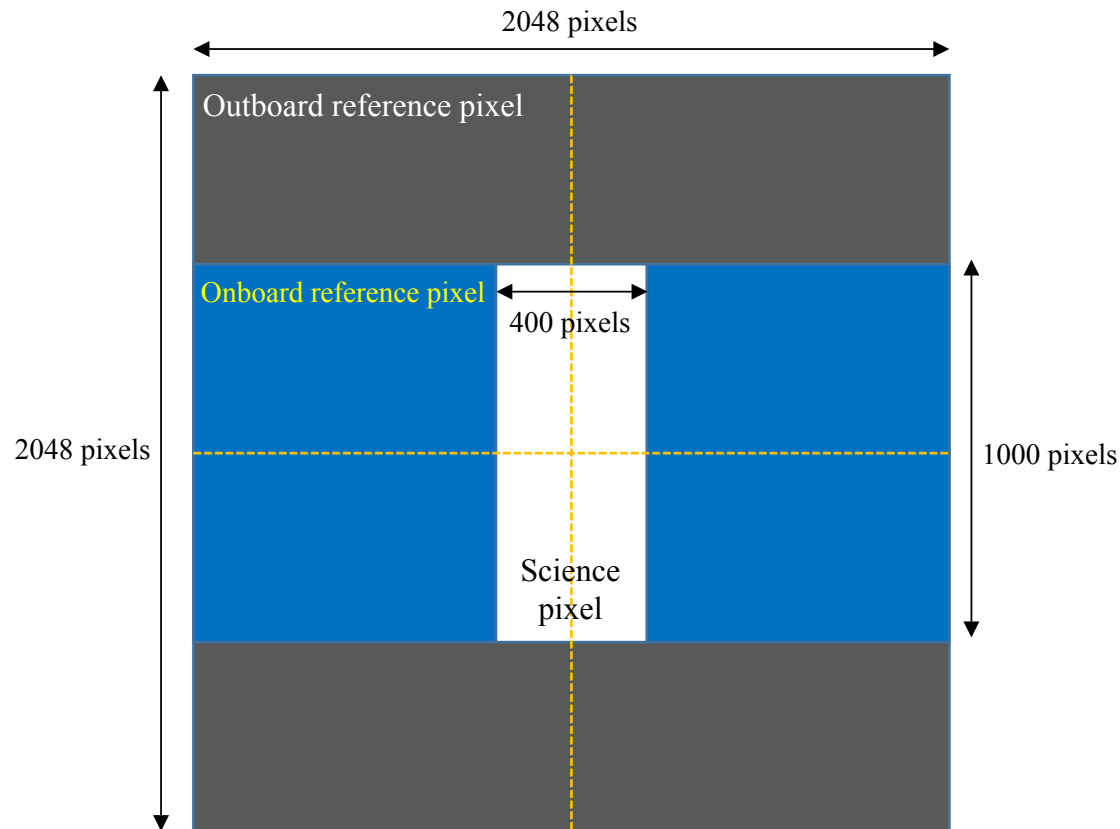 2048 pixels
Outboard reference pixel
Onboard reference pixel
400 pixels
2048 pixels
1000 pixels
Science
pixel